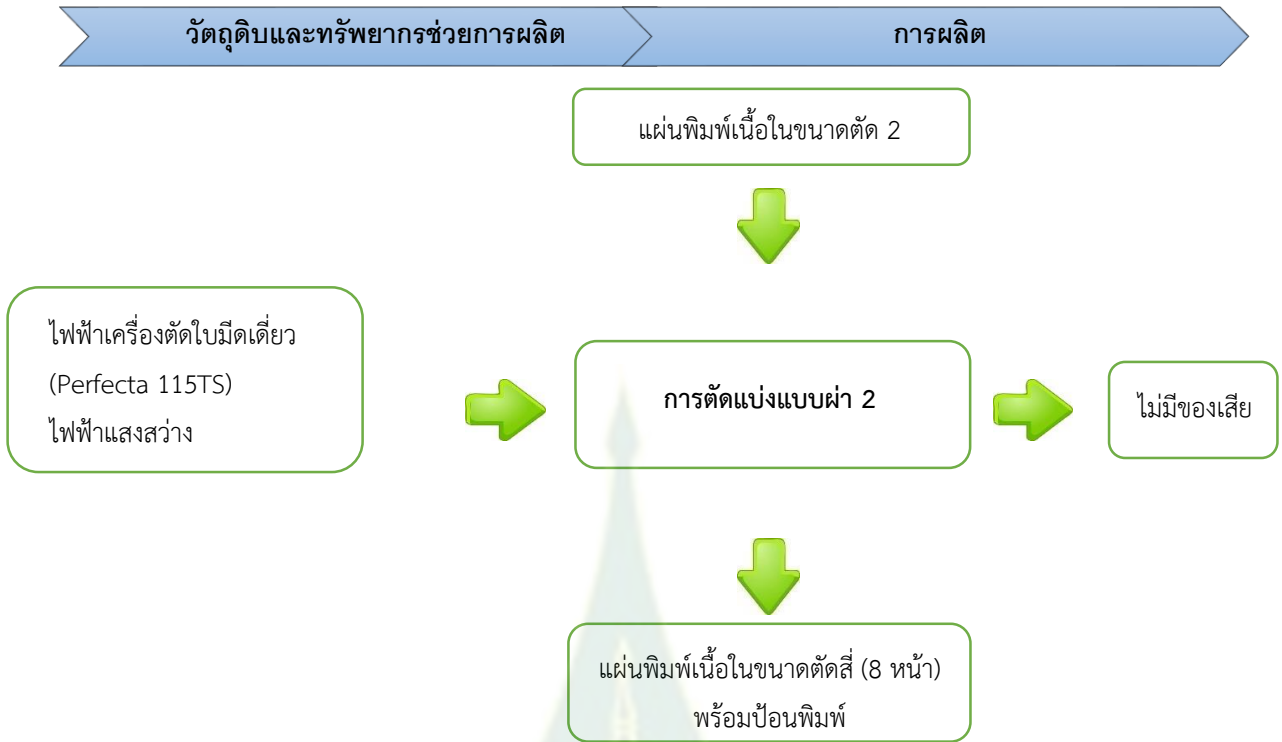 วัตถุดิบและทรัพยากรช่วยการผลิต
การผลิต
แผ่นพิมพ์เนื้อในขนาดตัด 2
ไฟฟ้าเครื่องตัดใบมีดเดี่ยว
(Perfecta 115TS)
ไฟฟ้าแสงสว่าง
การตัดแบ่งแบบผ่า 2
ไม่มีของเสีย
แผ่นพิมพ์เนื้อในขนาดตัดสี่ (8 หน้า)
พร้อมป้อนพิมพ์